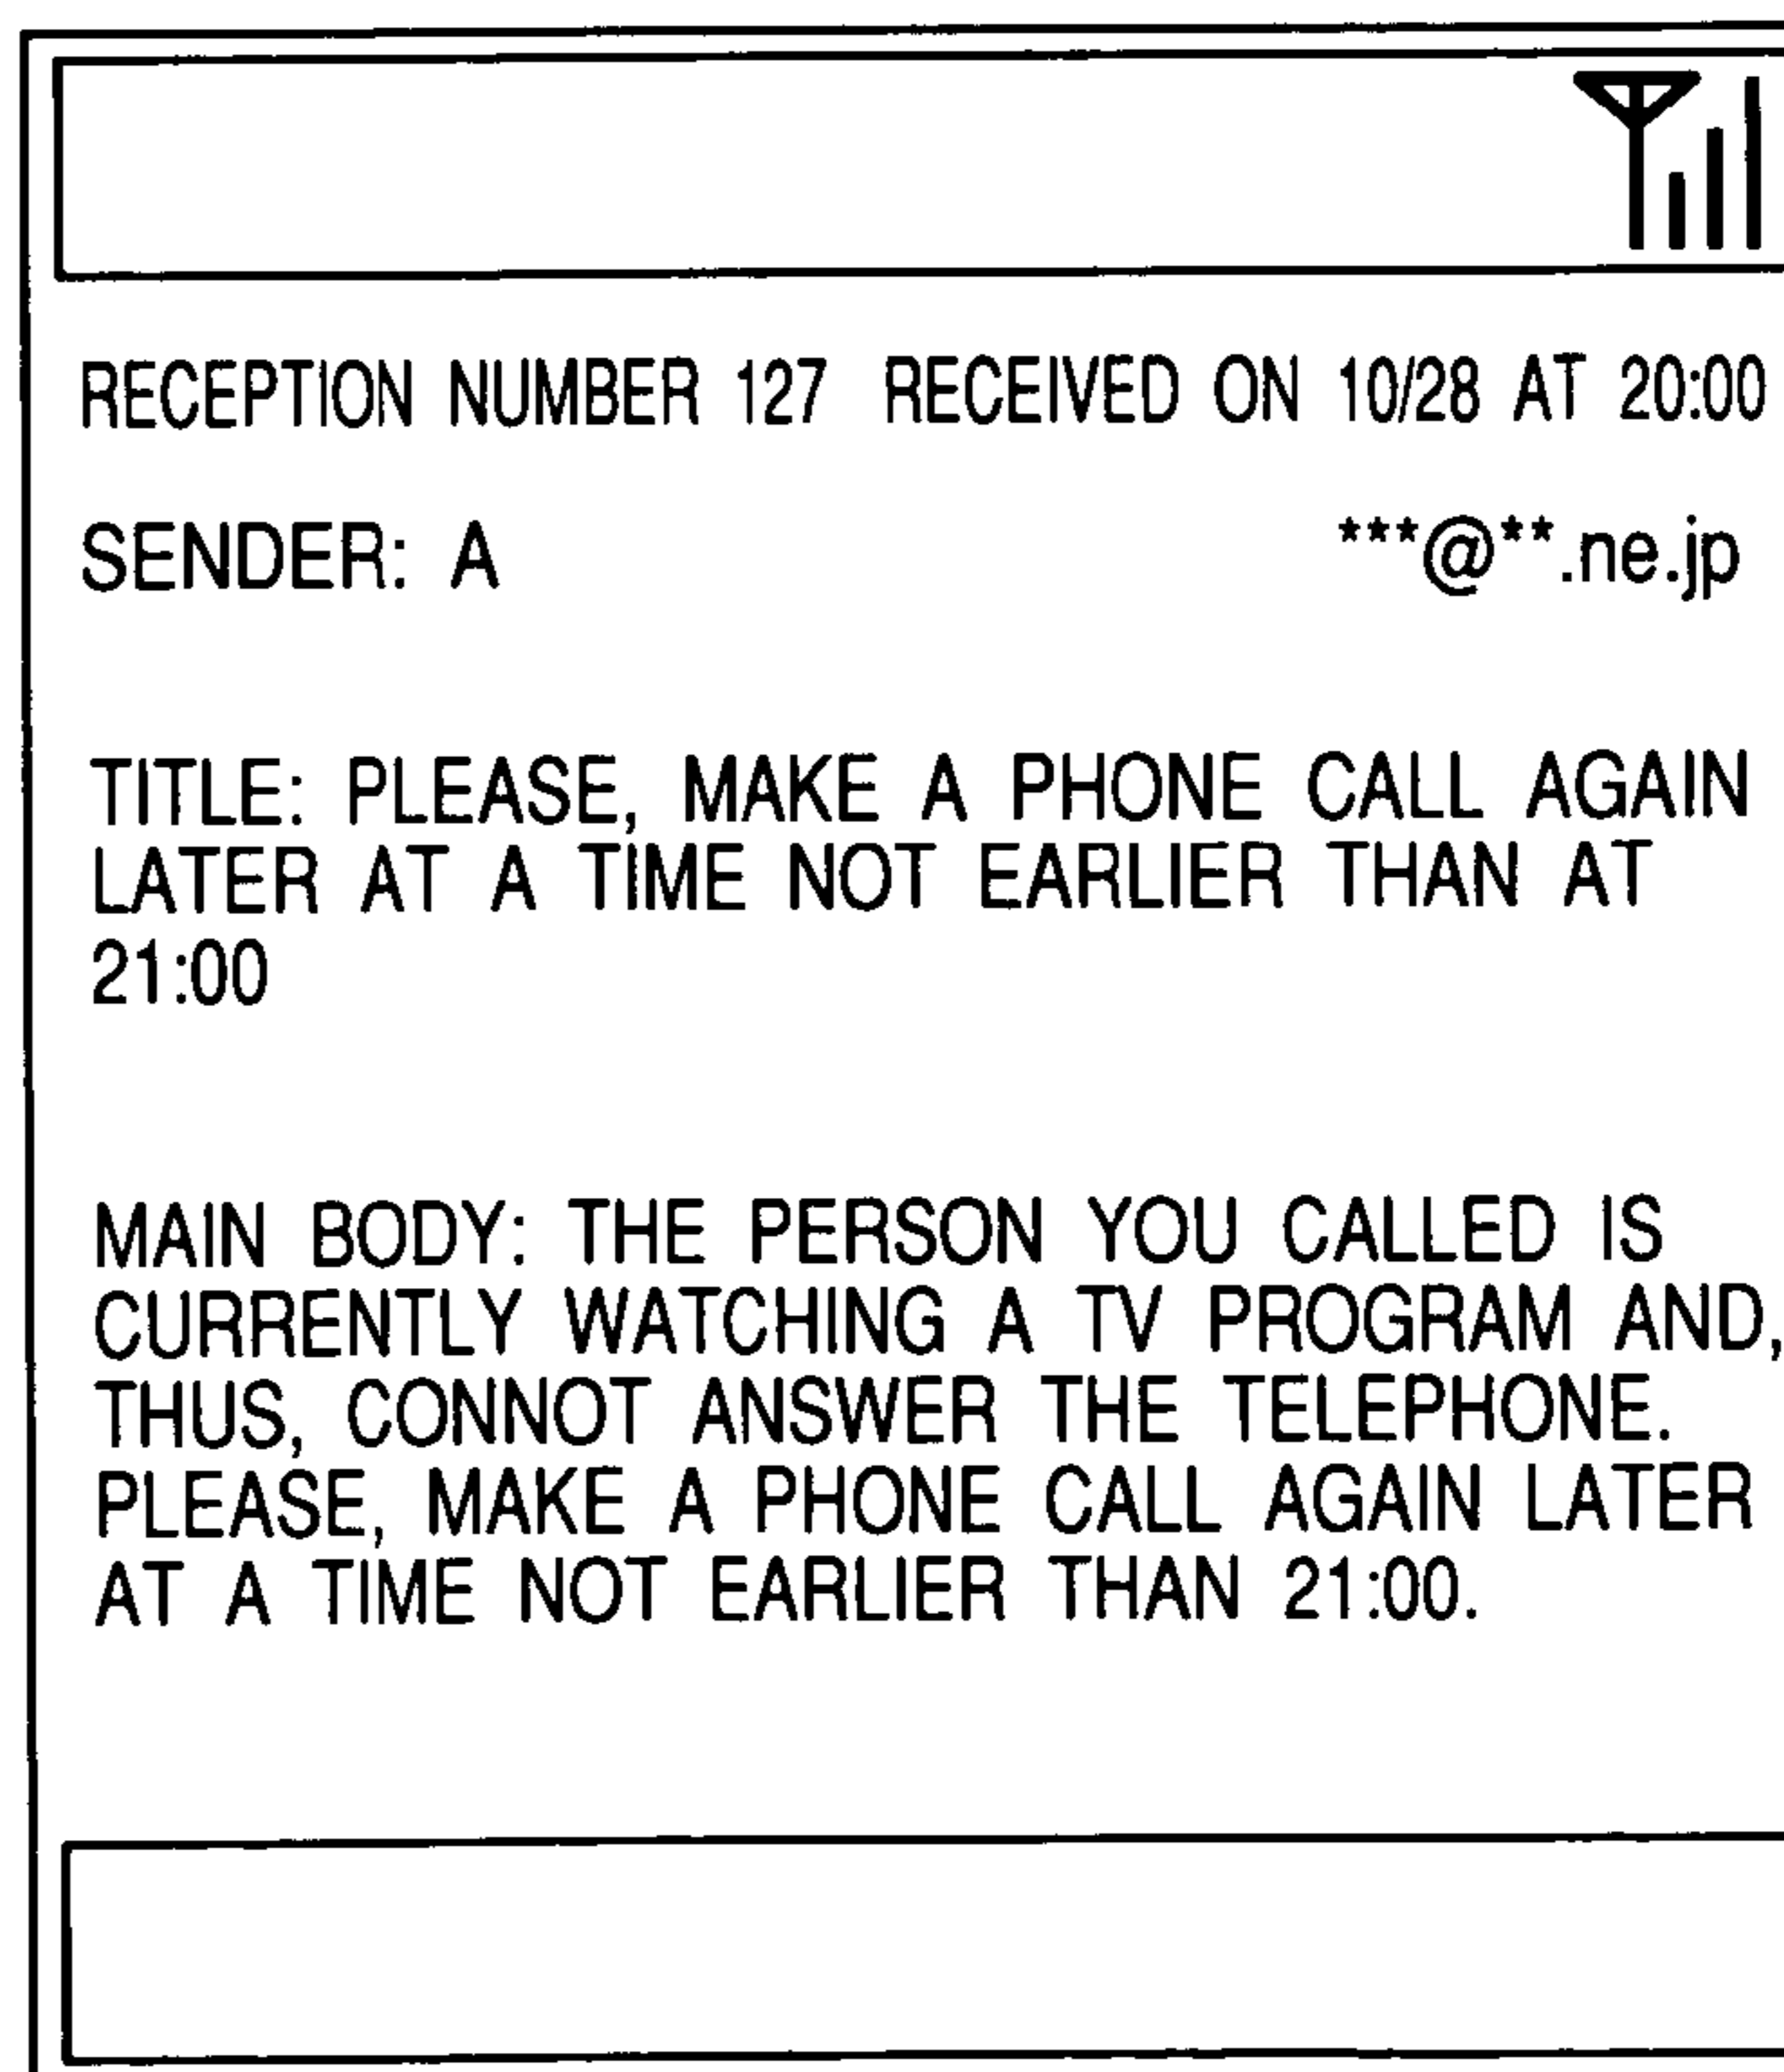 RECEPTION NUMBER 127 RECEIVED ON 10/28 AT 20:00
SENDER: A ***@**.ne.jp
TITLE: PLEASE, MAKE A PHONE CALL AGAIN
LATER AT A TIME NOT EARLIER THAN AT
21:00
MAIN BODY: THE PERSON YOU CALLED IS
CURRENTLY WATCHING A TV PROGRAM AND,
THUS, CONNOT ANSWER THE TELEPHONE.
PLEASE, MAKE A PHONE CALL AGAIN LATER
AT A TIME NOT EARLIER THAN 21:00.